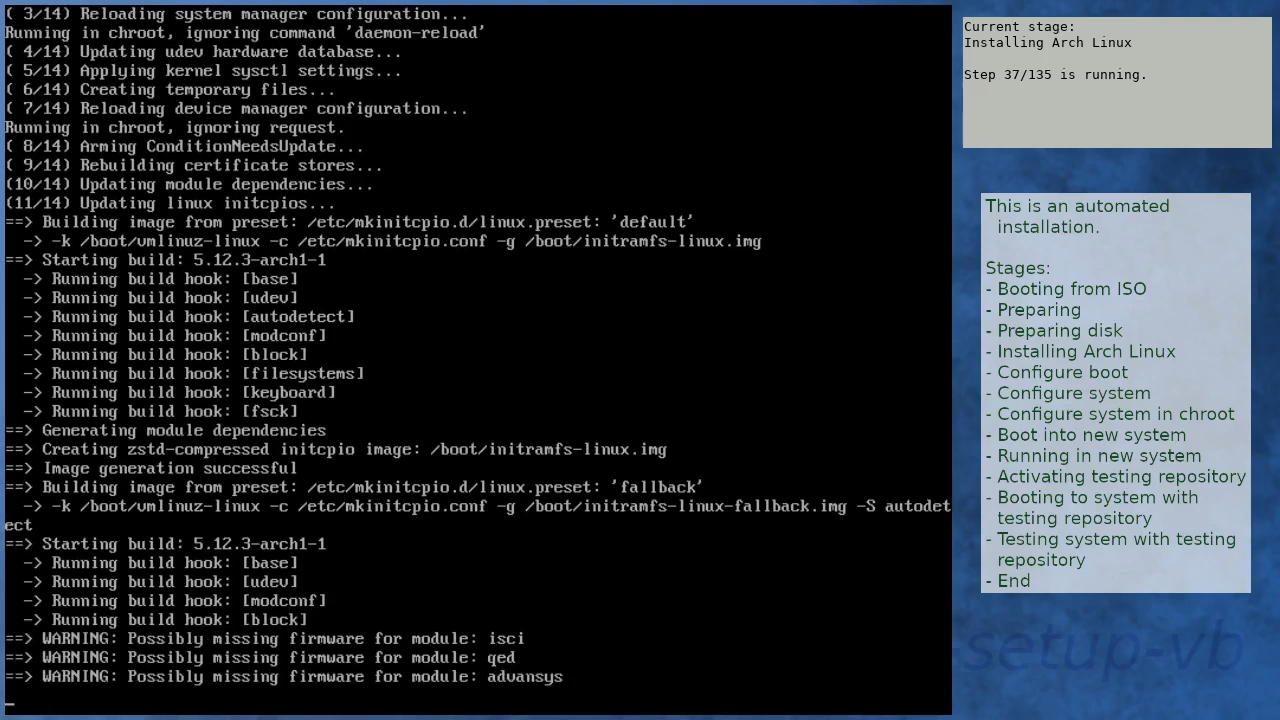 ( 3/14) Reloading system manager configuration...
Running in chroot, ignoring command 'daemon-reload'
( 4/14) Updating udev hardware database...
( 5/14) Applying kernel sysctl settings...
( 6/14) Creating temporary files...
( 7/14) Reloading device manager configuration...
Running in chroot, ignoring request.
( 8/14) Arming ConditionNeedsUpdate...
( 9/14) Rebuilding certificate stores...
(10/14) Updating module dependencies...
(11/14) Updating linux initcpios...
==> Building image from preset: /etc/mkinitcpio.d/linux.preset: 'default'
  -> -k /boot/vmlinuz-linux -c /etc/mkinitcpio.conf -g /boot/initramfs-linux.img
==> Starting build: 5.12.3-arch1-1
  -> Running build hook: [base]
  -> Running build hook: [udev]
  -> Running build hook: [autodetect]
  -> Running build hook: [modconf]
  -> Running build hook: [block]
  -> Running build hook: [filesystems]
  -> Running build hook: [keyboard]
  -> Running build hook: [fsck]
==> Generating module dependencies
==> Creating zstd-compressed initcpio image: /boot/initramfs-linux.img
==> Image generation successful
==> Building image from preset: /etc/mkinitcpio.d/linux.preset: 'fallback'
  -> -k /boot/vmlinuz-linux -c /etc/mkinitcpio.conf -g /boot/initramfs-linux-fallback.img -S autodet
ect
==> Starting build: 5.12.3-arch1-1
  -> Running build hook: [base]
  -> Running build hook: [udev]
  -> Running build hook: [modconf]
  -> Running build hook: [block]
==> WARNING: Possibly missing firmware for module: isci
==> WARNING: Possibly missing firmware for module: qed
==> WARNING: Possibly missing firmware for module: advansys
_
Current stage:
Installing Arch Linux
Step 37/135 is running.
This is an automated
installation.
Stages:
- Booting from ISO
- Preparing
- Preparing disk
- Installing Arch Linux
- Configure boot
- Configure system
- Configure system in chroot
- Boot into new system
- Running in new system
- Activating testing repository
- Booting to system with
testing repository
- Testing system with testing
repository
- End
-setup-vb